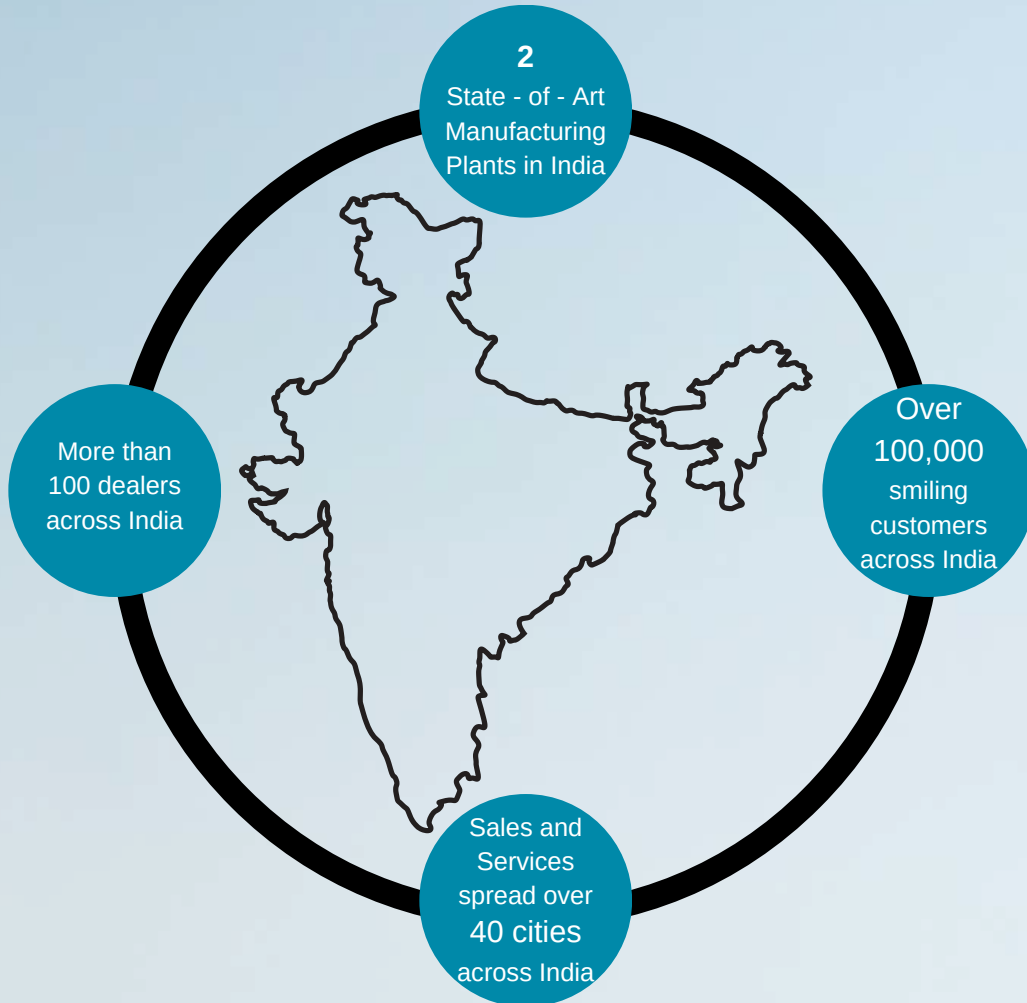 2
State - of - Art
Manufacturing
Plants in India
More than
100 dealers
across India
Over
100,000
smiling
customers
across India
Sales and
Services
spread over
40 cities
across India